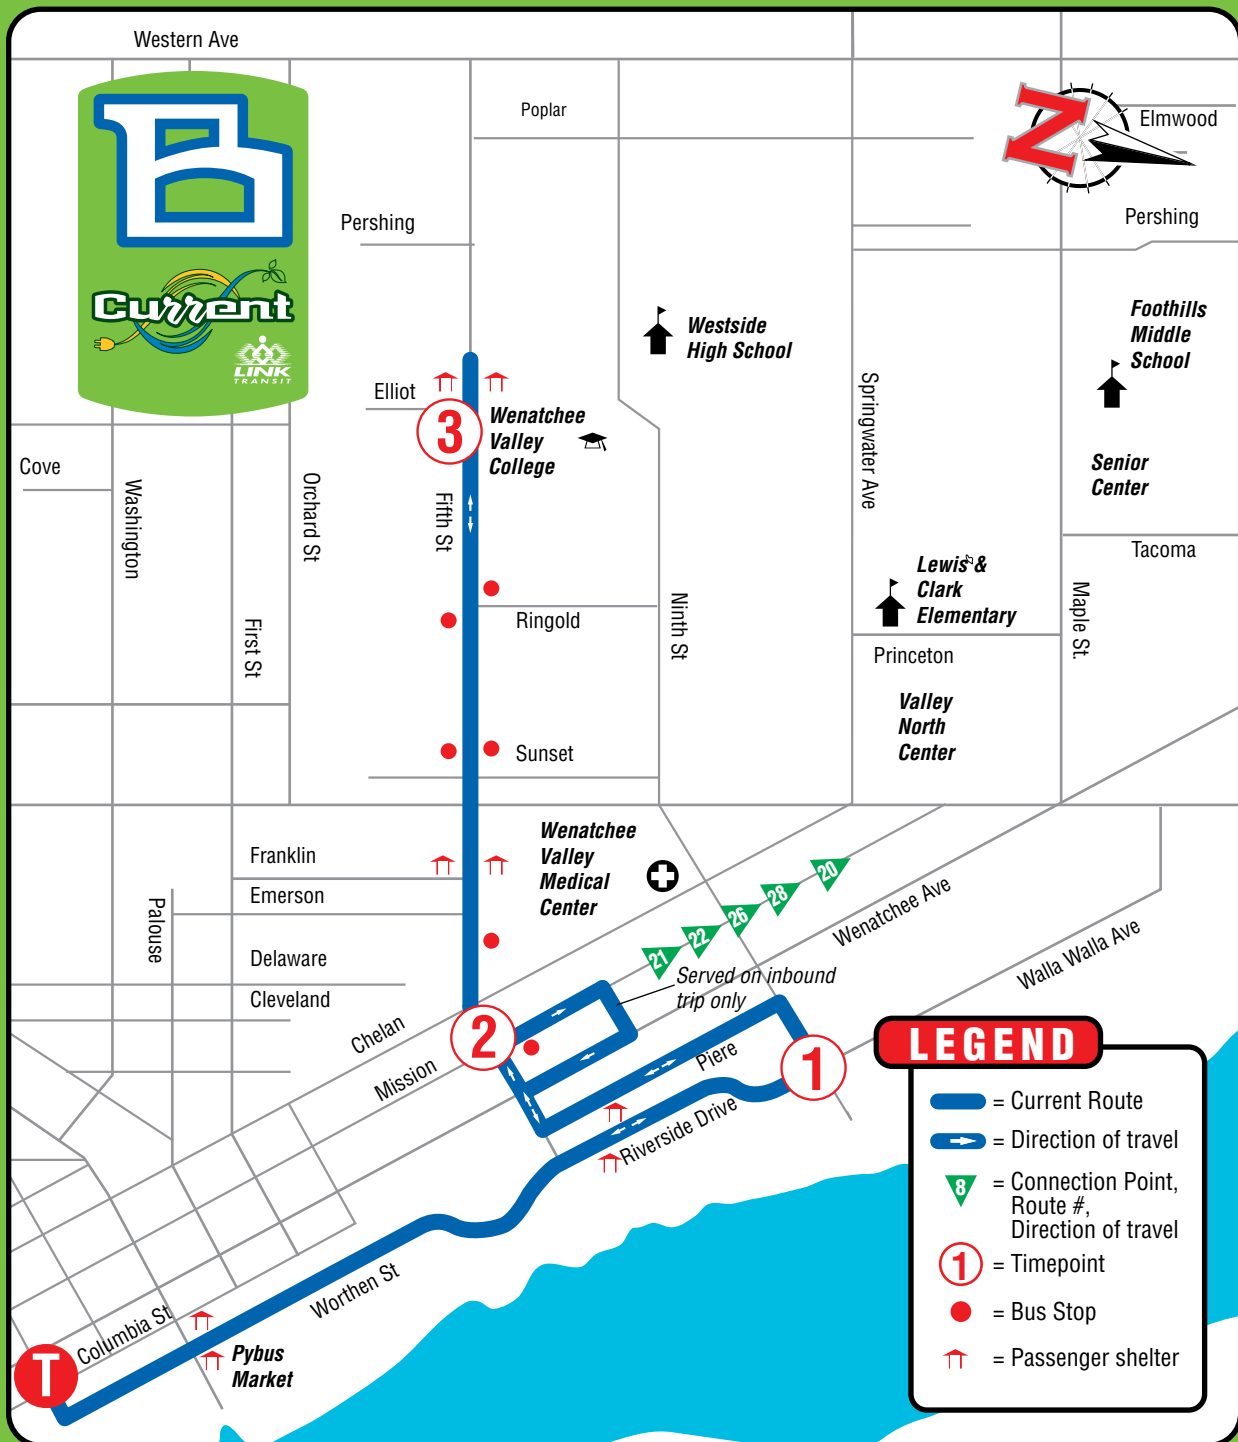 Western Ave
Poplar
Elmwood
N
B
Pershing
Pershing
Current
LINK
TRANSIT
Westside
High School
Foothills
Middle
School
Elliot
3
Wenatchee
Valley
College
Springwater Ave
Cove
Washington
Orchard St
Fifth St
Senior
Center
Tacoma
Lewis &
Clark
Elementary
Ringold
Ninth St
Maple St.
First St
Princeton
Valley
North
Center
Sunset
Wenatchee
Valley
Medical
Center
Franklin
Emerson
Palouse
20
28
26
22
21
Wenatchee Ave
Walla Walla Ave
Delaware
Cleveland
Served on inbound
trip only
Chelan
2
Mission
Piere
1
Riverside Drive
Worthen St
Columbia St
T
Pybus
Market
LEGEND
= Current Route
= Direction of travel
8
= Connection Point,
Route #,
Direction of travel
1
= Timepoint
= Bus Stop
= Passenger shelter